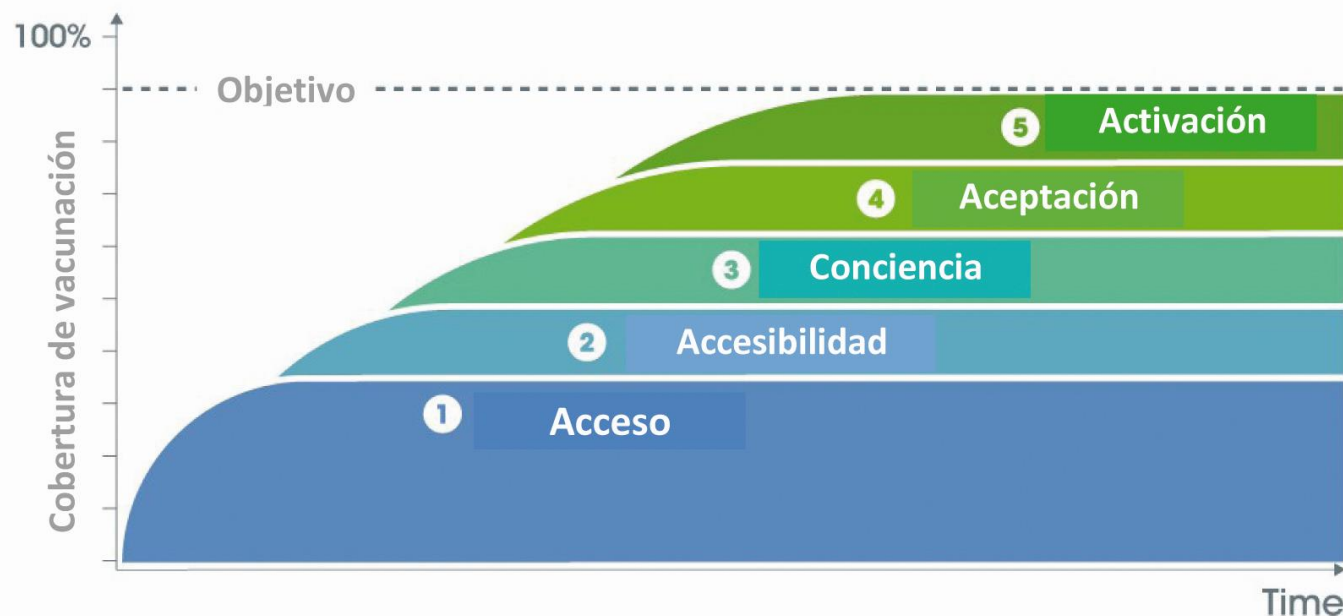 100%
Objetivo
Cobertura de vacunación
5 Activación
4 Aceptación
3 Conciencia
2 Accesibilidad
1 Acceso
Time